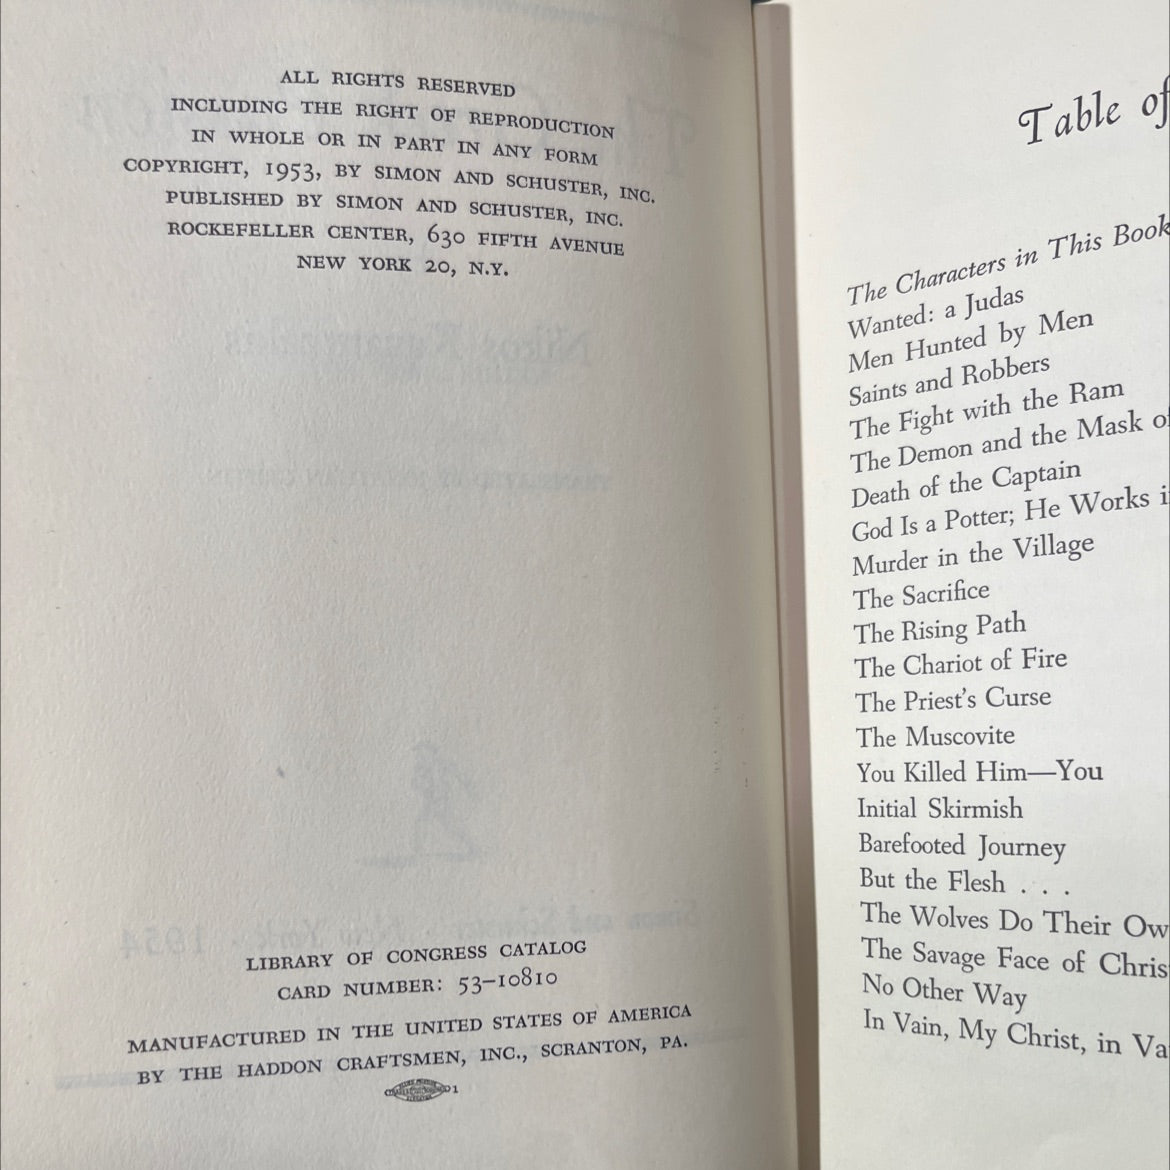 ALL RIGHTS RESERVED
INCLUDING THE RIGHT OF REPRODUCTION
IN WHOLE OR IN PART IN ANY FORM
COPYRIGHT, 1953, BY SIMON AND SCHUSTER, INC.
PUBLISHED BY SIMON AND SCHUSTER, INC.
ROCKEFELLER CENTER, 630 FIFTH AVENUE
NEW YORK 20, N.Y.
LIBRARY OF CONGRESS CATALOG
CARD NUMBER: 53-10810
MANUFACTURED IN THE UNITED STATES OF AMERICA
BY THE HADDON CRAFTSMEN, INC., SCRANTON, PA.
1
Table of
The Characters in This Book
Wanted: a Judas
Men Hunted by Men
Saints and Robbers
The Fight with the Ram
The Demon and the Mask of
Death of the Captain
God Is a Potter; He Works i
Murder in the Village
The Sacrifice
The Rising Path
The Chariot of Fire
The Priest's Curse
The Muscovite
You Killed Him—You
Initial Skirmish
Barefooted Journey
But the Flesh . . .
The Wolves Do Their Ow
The Savage Face of Chris
No Other Way
In Vain, My Christ, in Va